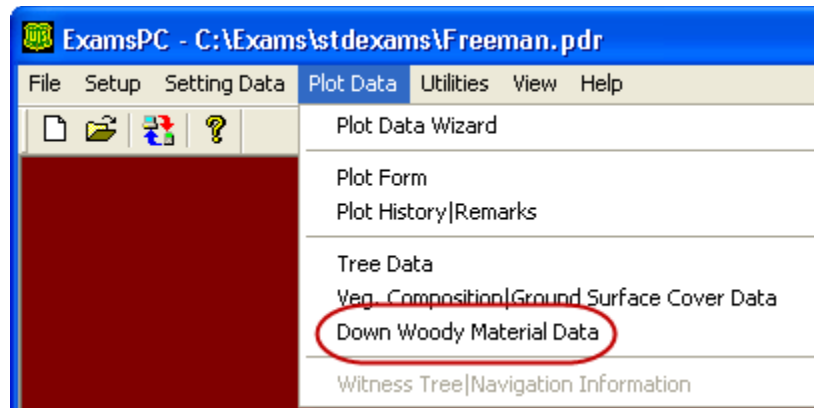 ExamsPC - C:\Exams\stdexams\Freeman.pdr
File Setup Setting Data Plot Data Utilities View Help
Plot Data Wizard
Plot Form
Plot History|Remarks
Tree Data
Veg. Composition|Ground Surface Cover Data
Down Woody Material Data
Witness Tree|Navigation Information